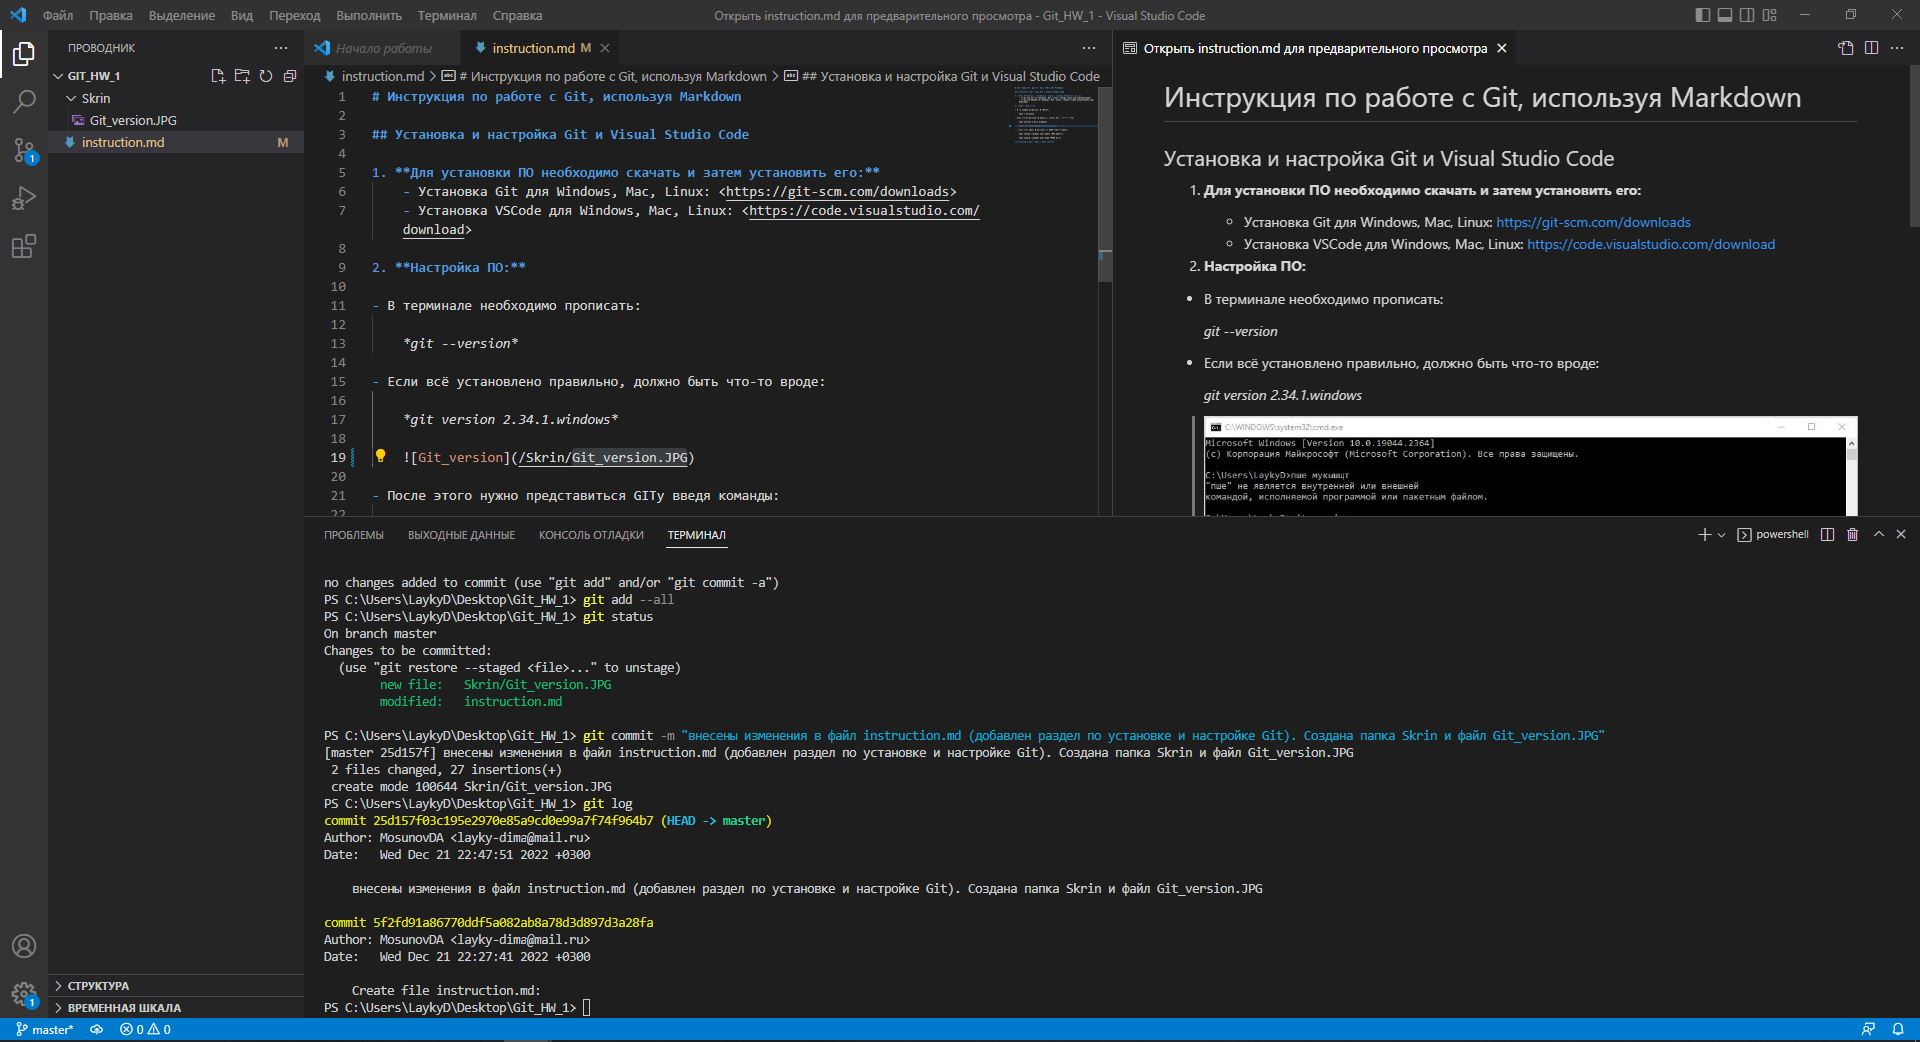 Файл Правка Выделение Вид Переход Выполнить Терминал Справка
Открыть instruction.md для предварительного просмотра - Git_HW_1 - Visual Studio Code
ПРОВОДНИК
GIT_HW_1
Skrin
Git_version.JPG
instruction.md M
СТРУКТУРА
ВРЕМЕННАЯ ШКАЛА
1
1
Начало работы
instruction.md M
instruction.md > # Инструкция по работе с Git, используя Markdown > ## Установка и настройка Git и Visual Studio Code
1 # Инструкция по работе с Git, используя Markdown
2
3 ## Установка и настройка Git и Visual Studio Code
4
5 1. **Для установки ПО необходимо скачать и затем установить его:**
6 - Установка Git для Windows, Mac, Linux: <https://git-scm.com/downloads>
7 - Установка VSCode для Windows, Mac, Linux: <https://code.visualstudio.com/
download>
8
9 2. **Настройка ПО:**
10
11 - В терминале необходимо прописать:
12
13 *git --version*
14
15 - Если всё установлено правильно, должно быть что-то вроде:
16
17 *git version 2.34.1.windows*
18
19 ![Git_version](/Skrin/Git_version.JPG)
20
21 - После этого нужно представиться GITу введя команды:
22
Открыть instruction.md для предварительного просмотра
Инструкция по работе с Git, используя Markdown
Установка и настройка Git и Visual Studio Code
1. Для установки ПО необходимо скачать и затем установить его:
Установка Git для Windows, Mac, Linux: https://git-scm.com/downloads
Установка VSCode для Windows, Mac, Linux: https://code.visualstudio.com/download
2. Настройка ПО:
В терминале необходимо прописать:
git --version
Если всё установлено правильно, должно быть что-то вроде:
git version 2.34.1.windows
C:\WINDOWS\system32\cmd.exe
Microsoft Windows [Version 10.0.19044.2364]
(c) Корпорация Майкрософт (Microsoft Corporation). Все права защищены.
C:\Users\LaykyD>пше мукышщт
"пше" не является внутренней или внешней
командой, исполняемой программой или пакетным файлом.
ПРОБЛЕМЫ ВЫХОДНЫЕ ДАННЫЕ КОНСОЛЬ ОТЛАДКИ ТЕРМИНАЛ
powershell
no changes added to commit (use "git add" and/or "git commit -a")
PS C:\Users\LaykyD\Desktop\Git_HW_1> git add --all
PS C:\Users\LaykyD\Desktop\Git_HW_1> git status
On branch master
Changes to be committed:
(use "git restore --staged <file>..." to unstage)
new file: Skrin/Git_version.JPG
modified: instruction.md
PS C:\Users\LaykyD\Desktop\Git_HW_1> git commit -m "внесены изменения в файл instruction.md (добавлен раздел по установке и настройке Git). Создана папка Skrin и файл Git_version.JPG"
[master 25d157f] внесены изменения в файл instruction.md (добавлен раздел по установке и настройке Git). Создана папка Skrin и файл Git_version.JPG
2 files changed, 27 insertions(+)
create mode 100644 Skrin/Git_version.JPG
PS C:\Users\LaykyD\Desktop\Git_HW_1> git log
commit 25d157f03c195e2970e85a9cd0e99a7f74f964b7 (HEAD -> master)
Author: MosunovDA <layky-dima@mail.ru>
Date: Wed Dec 21 22:47:51 2022 +0300
внесены изменения в файл instruction.md (добавлен раздел по установке и настройке Git). Создана папка Skrin и файл Git_version.JPG
commit 5f2fd91a86770ddf5a082ab8a78d3d897d3a28fa
Author: MosunovDA <layky-dima@mail.ru>
Date: Wed Dec 21 22:27:41 2022 +0300
Create file instruction.md:
PS C:\Users\LaykyD\Desktop\Git_HW_1>
master* 0 0